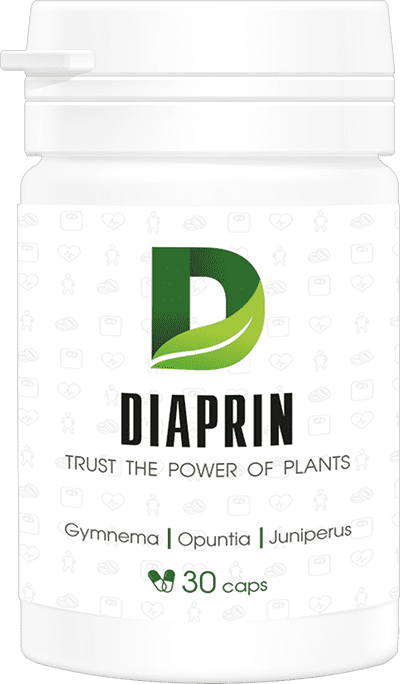 D
DIAPRIN
TRUST THE POWER OF PLANTS
Gymnema | Opuntia | Juniperus
30 caps